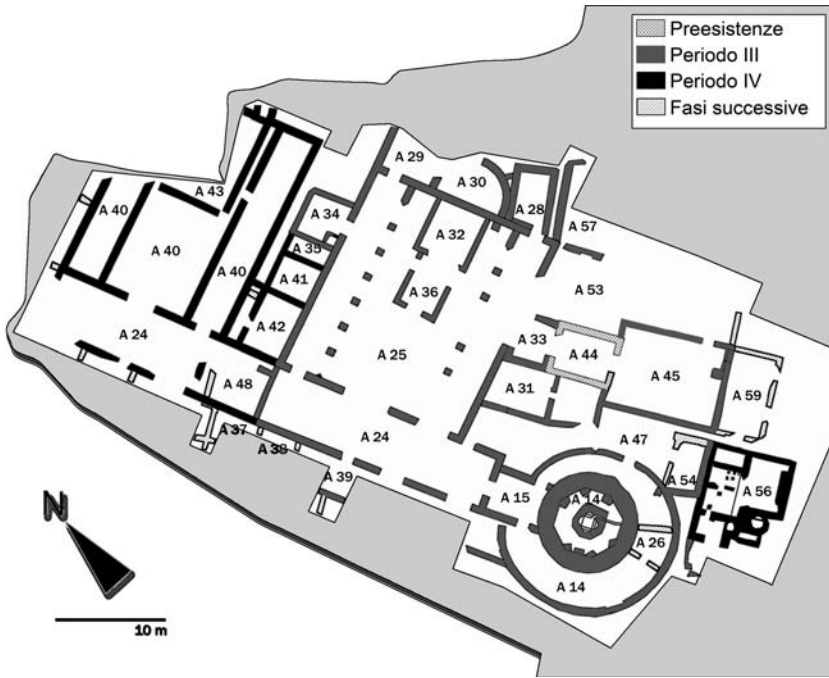 Preesistenze
Periodo III
Periodo IV
Fasi successive
A 29
A 30
A 43
A 40
A 34
A 28
A 57
A 32
A 40
A 35
A 53
A 40
A 41
A 36
A 24
A 42
A 25
A 33
A 44
A 45
A 31
A 59
A 48
A 37
A 38
A 24
A 47
A 39
A 15
A 14
A 54
A 56
A 26
A 14
N
10 m